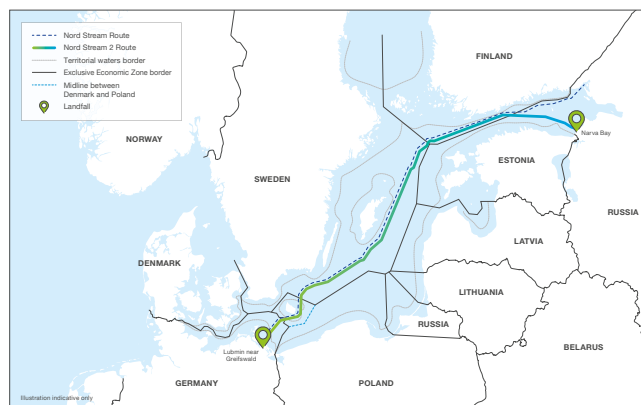 Nord Stream Route
Nord Stream 2 Route
Territorial waters border
Exclusive Economic Zone border
Midline between
Denmark and Poland
Landfall
FINLAND
NORWAY
Narva Bay
SWEDEN
ESTONIA
RUSSIA
LATVIA
DENMARK
LITHUANIA
RUSSIA
BELARUS
Lubmin near
Greifswald
GERMANY
POLAND
Illustration indicative only